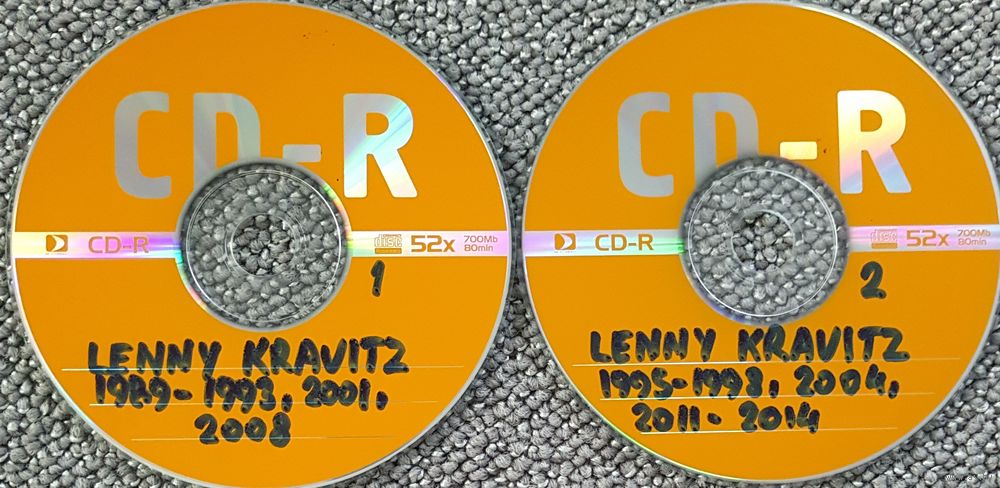 CD-R
CD-R
52x
700Mb
80min
1
LENNY KRAVITZ
1989-1993, 2001,
2008
CD-R
CD-R
52x
700Mb
80min
2
LENNY KRAVITZ
1995-1998, 2004,
2011-2014